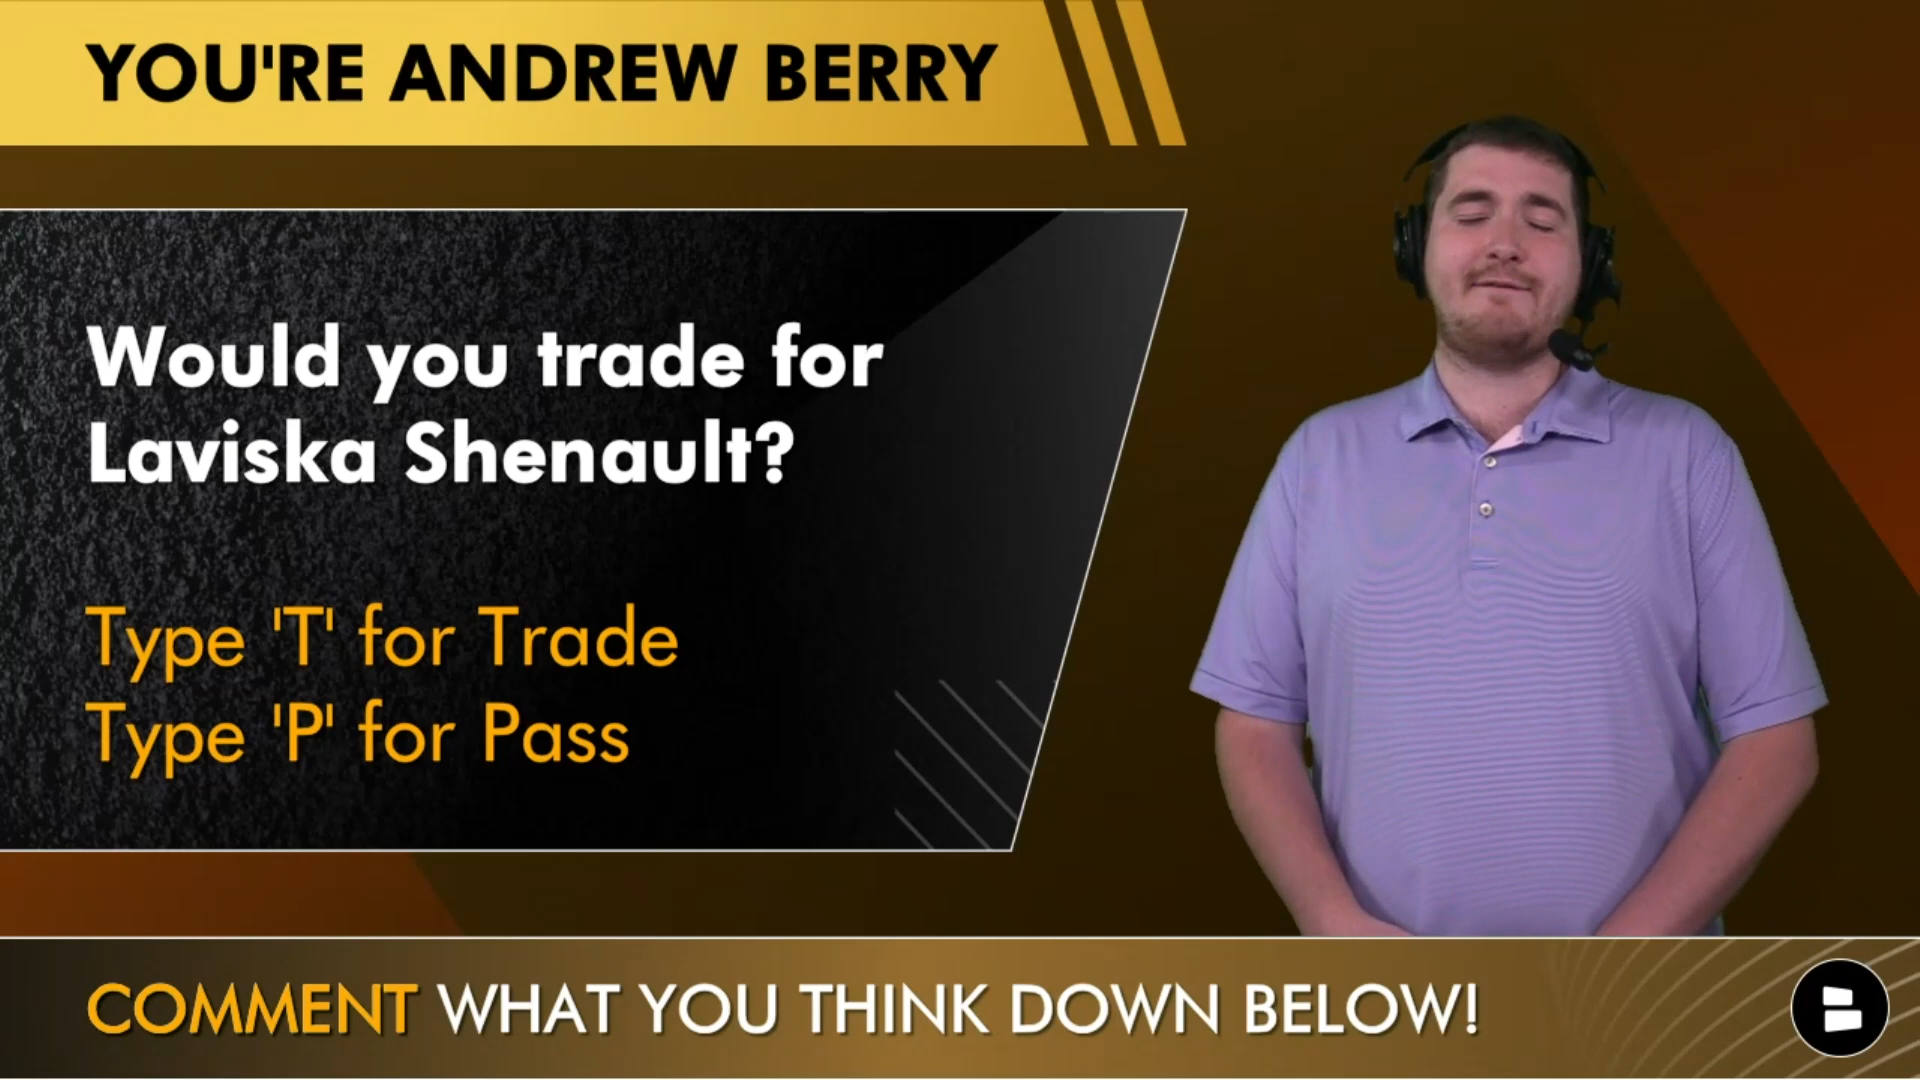 YOU'RE ANDREW BERRY
Would you trade for
Laviska Shenault?
Type 'T' for Trade
Type 'P' for Pass
COMMENT WHAT YOU THINK DOWN BELOW!